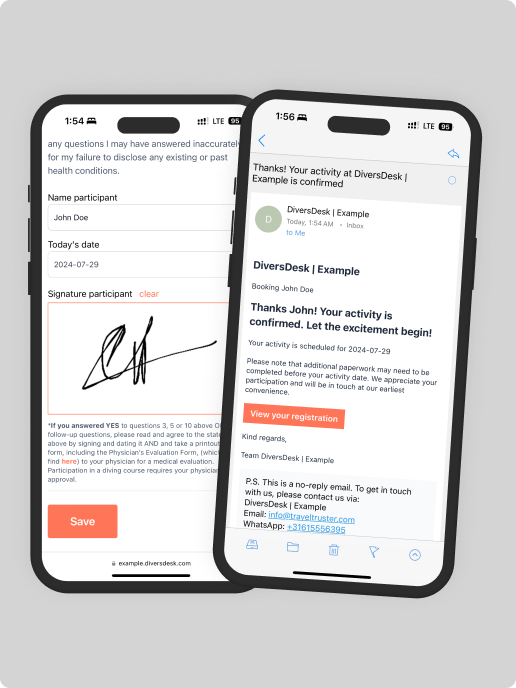 1:54
LTE
95
any questions I may have answered inaccurately
for my failure to disclose any existing or past
health conditions.
Name participant
John Doe
Today's date
2024-07-29
Signature participant clear
*If you answered YES to questions 3, 5 or 10 above
follow-up questions, please read and agree to the
above by signing and dating it AND and take a printout
form, including the Physician's Evaluation Form, (which
find here) to your physician for a medical evaluation.
Participation in a diving course requires your physician
approval.
Save
example.diversdesk.com
1:56
LTE
95
Thanks! Your activity at DiversDesk |
Example is confirmed
D
DiversDesk | Example
Today, 1:54 AM • Inbox
to Me
DiversDesk | Example
Booking John Doe
Thanks John! Your activity is
confirmed. Let the excitement begin!
Your activity is scheduled for 2024-07-29
Please note that additional paperwork may need to be
completed before your activity date. We appreciate your
participation and will be in touch at our earliest
convenience.
View your registration
Kind regards,
Team DiversDesk | Example
P.S. This is a no-reply email. To get in touch
with us, please contact us via:
DiversDesk | Example
Email: info@traveltruster.com
WhatsApp: +31615556395